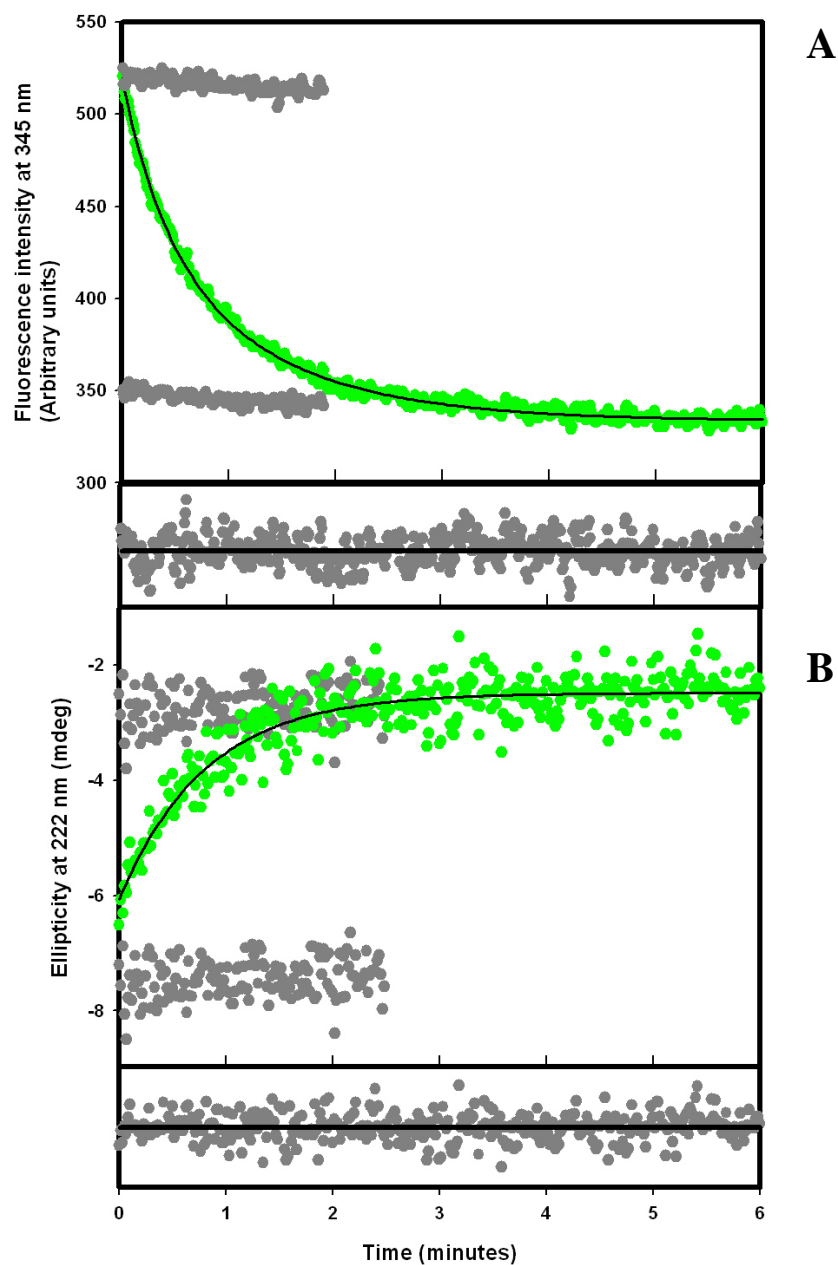 A
550
500
450
400
350
300
Fluorescence intensity at 345 nm
(Arbitrary units)
B
-2
-4
-6
-8
Ellipticity at 222 nm (mdeg)
0 1 2 3 4 5 6
Time (minutes)